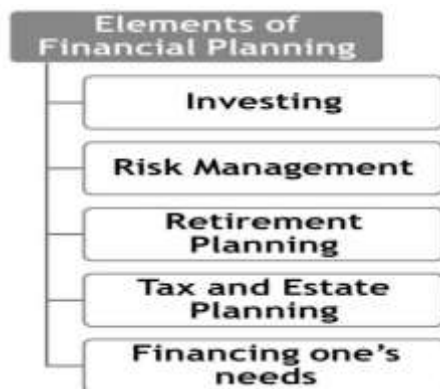 Elements of
Financial Planning
Investing
Risk Management
Retirement
Planning
Tax and Estate
Planning
Financing one's
needs